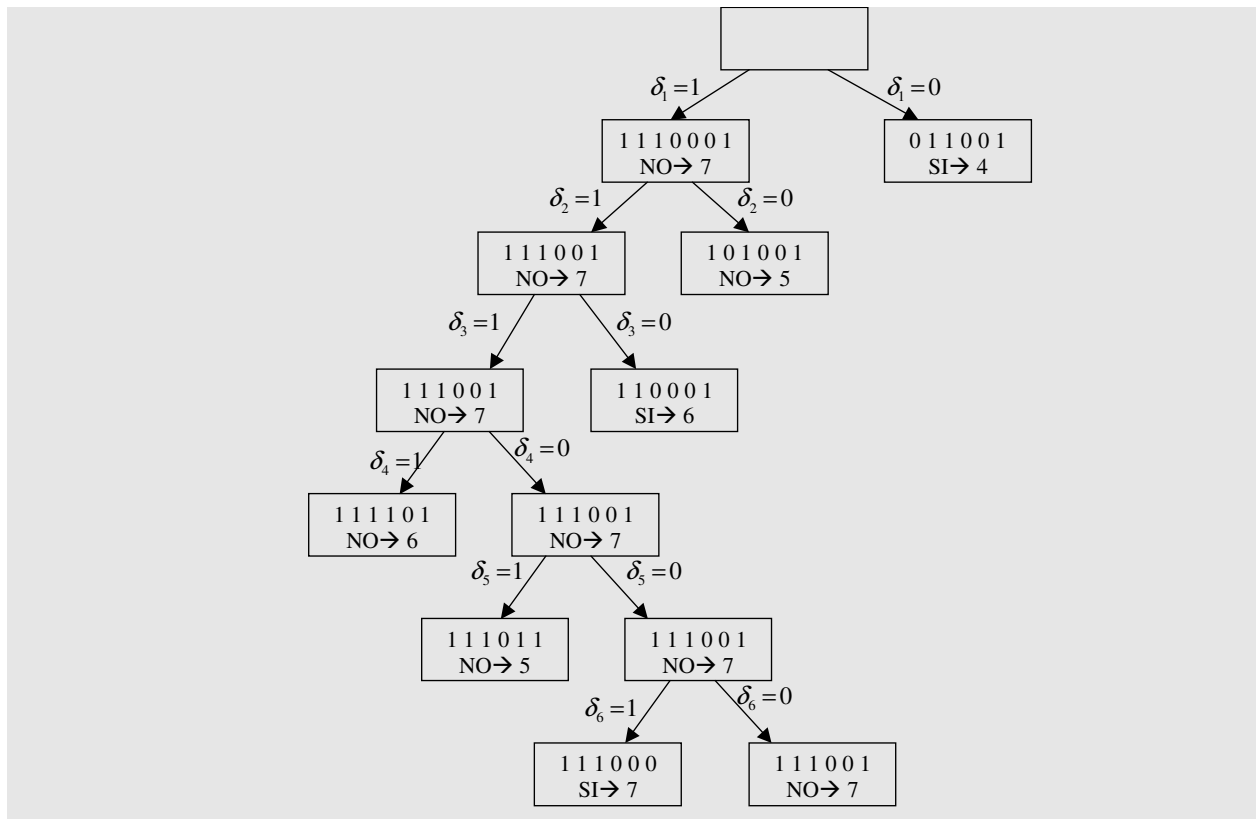 δ₁ = 1
δ₁ = 0
1 1 1 0 0 0 1
NO→ 7
0 1 1 0 0 1
SI→ 4
δ₂ = 1
δ₂ = 0
1 1 1 0 0 1
NO→ 7
1 0 1 0 0 1
NO→ 5
δ₃ = 1
δ₃ = 0
1 1 1 0 0 1
NO→ 7
1 1 0 0 0 1
SI→ 6
δ₄ = 1
δ₄ = 0
1 1 1 1 0 1
NO→ 6
1 1 1 0 0 1
NO→ 7
δ₅ = 1
δ₅ = 0
1 1 1 0 1 1
NO→ 5
1 1 1 0 0 1
NO→ 7
δ₆ = 1
δ₆ = 0
1 1 1 0 0 0
SI→ 7
1 1 1 0 0 1
NO→ 7